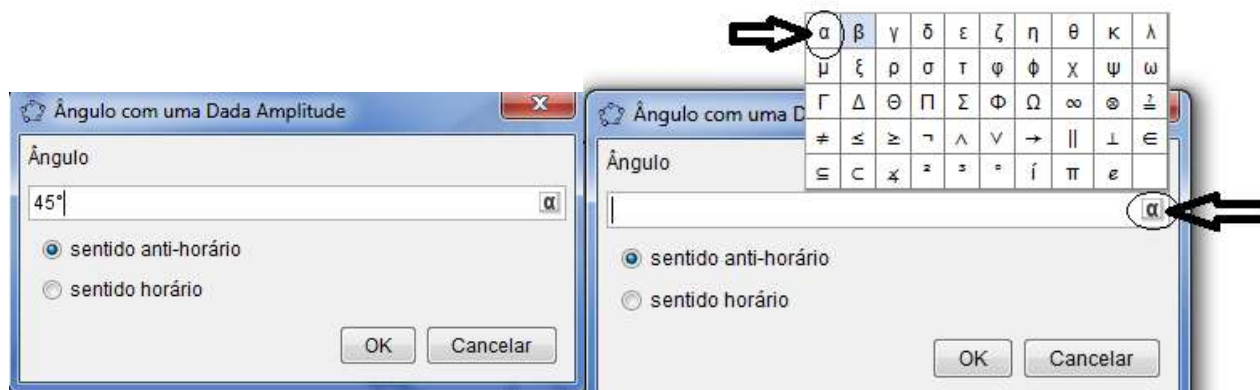 Ângulo com uma Dada Amplitude
Ângulo
45°
α
sentido anti-horário
sentido horário
OK Cancelar
α β γ δ ε ζ η θ κ λ
μ ξ ρ σ τ φ ϕ χ ψ ω
Γ Δ Θ Π Σ Φ Ω ∞ ⊗ ≟
≠ ≤ ≥ ¬ ∧ ∨ → ∥ ⊥ ∈
⊆ ⊂ ∡ ² ³ ° í π e
Ângulo com uma D
Ângulo
α
sentido anti-horário
sentido horário
OK Cancelar